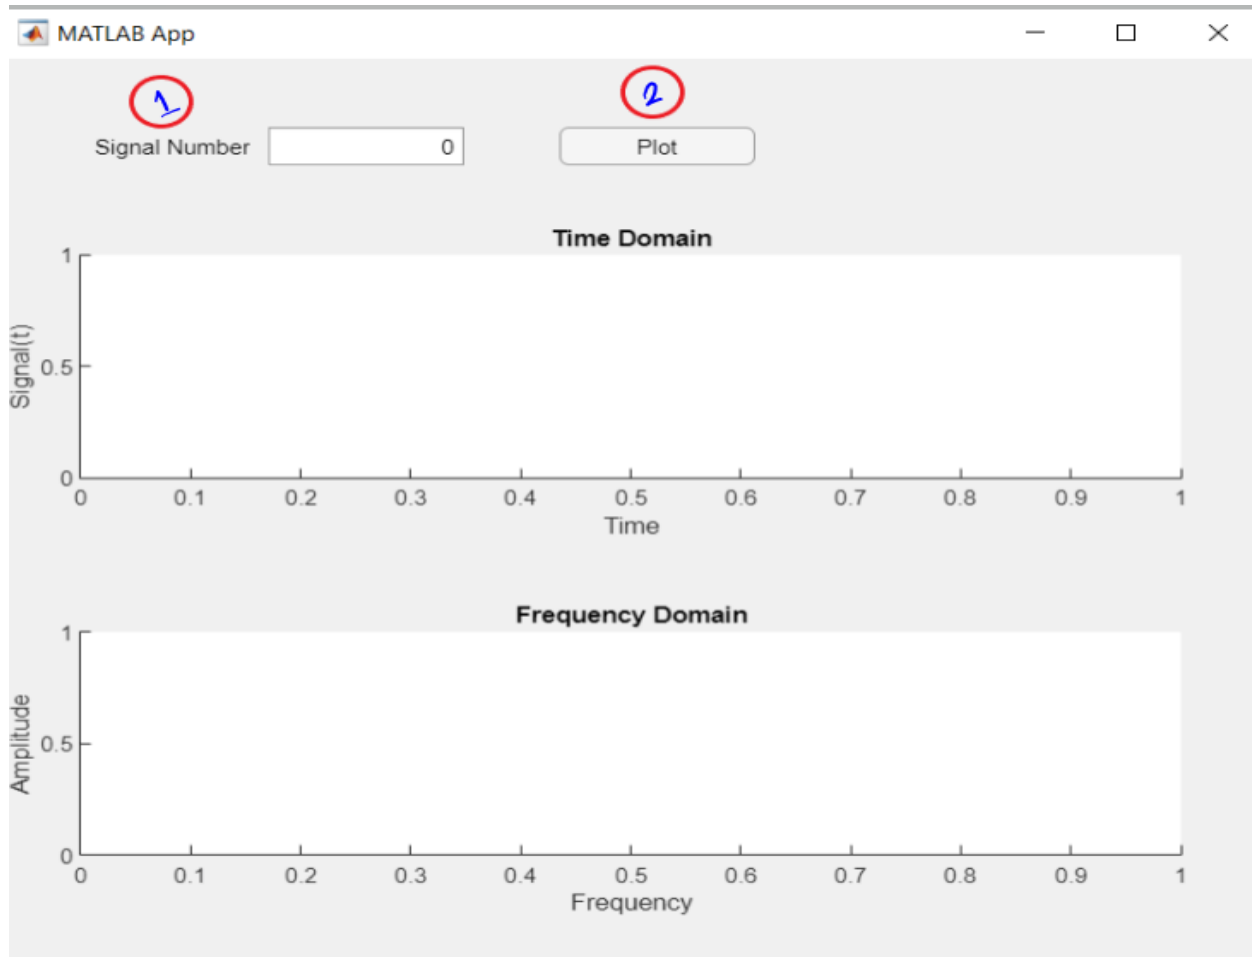 MATLAB App
1
2
Signal Number 0 Plot
Time Domain
1
0.5
0
Signal(t)
0 0.1 0.2 0.3 0.4 0.5 0.6 0.7 0.8 0.9 1
Time
Frequency Domain
1
0.5
0
Amplitude
0 0.1 0.2 0.3 0.4 0.5 0.6 0.7 0.8 0.9 1
Frequency